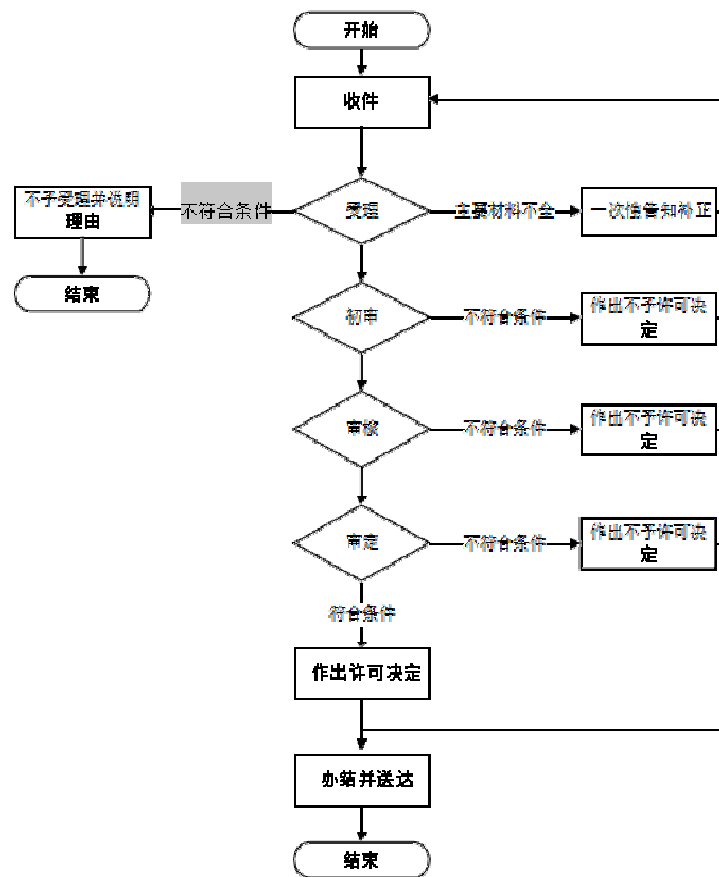 开始
收件
不予受理并说明
理由
不符合条件
受理
主要材料不全
一次性告知补正
结束
初审
不符合条件
作出不予许可决
定
审核
不符合条件
作出不予许可决
定
审定
不符合条件
作出不予许可决
定
符合条件
作出许可决定
办结并送达
结束